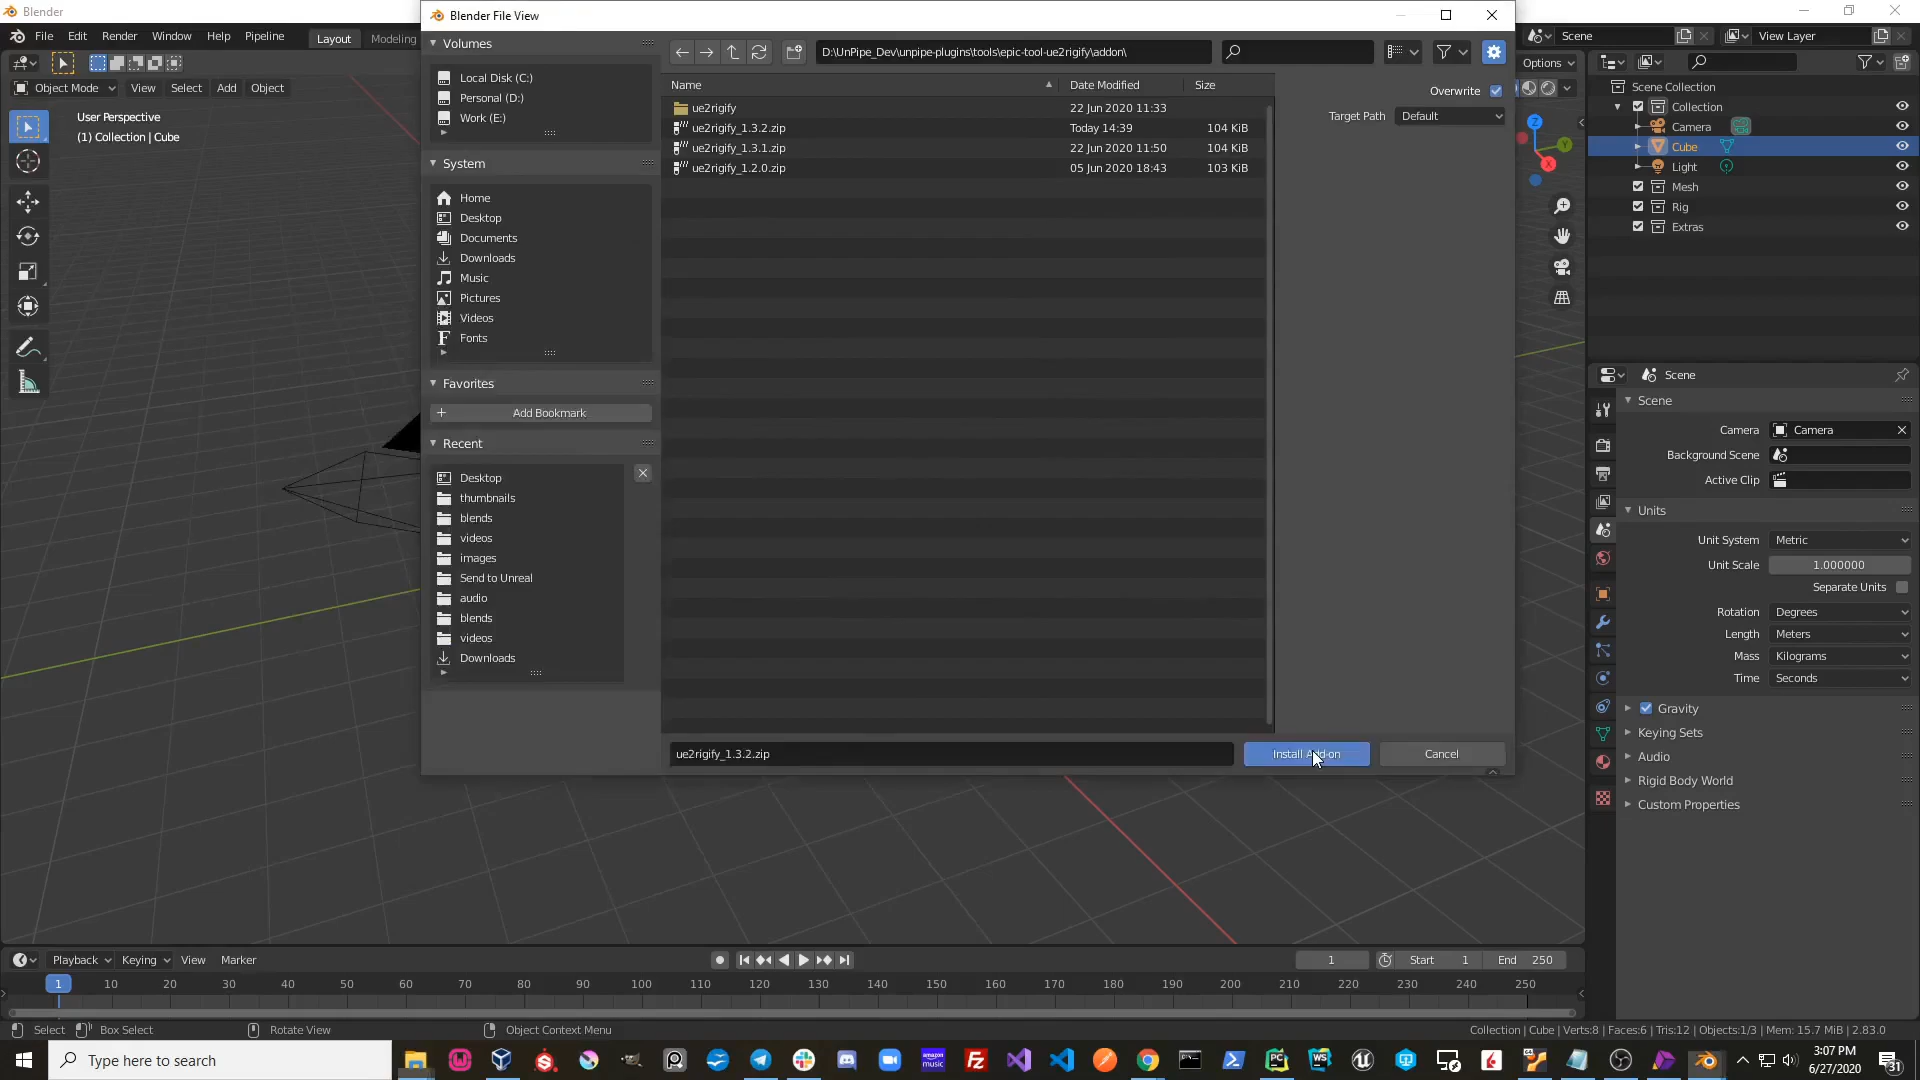 Blender
File Edit Render Window Help Pipeline Layout Modeling
Object Mode View Select Add Object
User Perspective
(1) Collection | Cube
Blender File View
Volumes
Local Disk (C:)
Personal (D:)
Work (E:)
System
Home
Desktop
Documents
Downloads
Music
Pictures
Videos
Fonts
Favorites
Add Bookmark
Recent
Desktop
thumbnails
blends
videos
images
Send to Unreal
audio
blends
videos
Downloads
D:\UnPipe_Dev\unpipe-plugins\tools\epic-tool-ue2rigify\addon\
Name Date Modified Size
ue2rigify 22 Jun 2020 11:33
ue2rigify_1.3.2.zip Today 14:39 104 KiB
ue2rigify_1.3.1.zip 22 Jun 2020 11:50 104 KiB
ue2rigify_1.2.0.zip 05 Jun 2020 18:43 103 KiB
Overwrite
Target Path Default
ue2rigify_1.3.2.zip Install Add-on Cancel
Scene View Layer
Options
Z
Y
X
Scene Collection
Collection
Camera
Cube
Light
Mesh
Rig
Extras
Scene
Scene
Camera Camera
Background Scene
Active Clip
Units
Unit System Metric
Unit Scale 1.000000
Separate Units
Rotation Degrees
Length Meters
Mass Kilograms
Time Seconds
Gravity
Keying Sets
Audio
Rigid Body World
Custom Properties
Playback Keying View Marker 1 Start 1 End 250
1 10 20 30 40 50 60 70 80 90 100 110 120 130 140 150 160 170 180 190 200 210 220 230 240 250
Select Box Select Rotate View Object Context Menu Collection | Cube | Verts:8 | Faces:6 | Tris:12 | Objects:1/3 | Mem: 15.7 MiB | 2.83.0
Type here to search
3:07 PM
6/27/2020
31